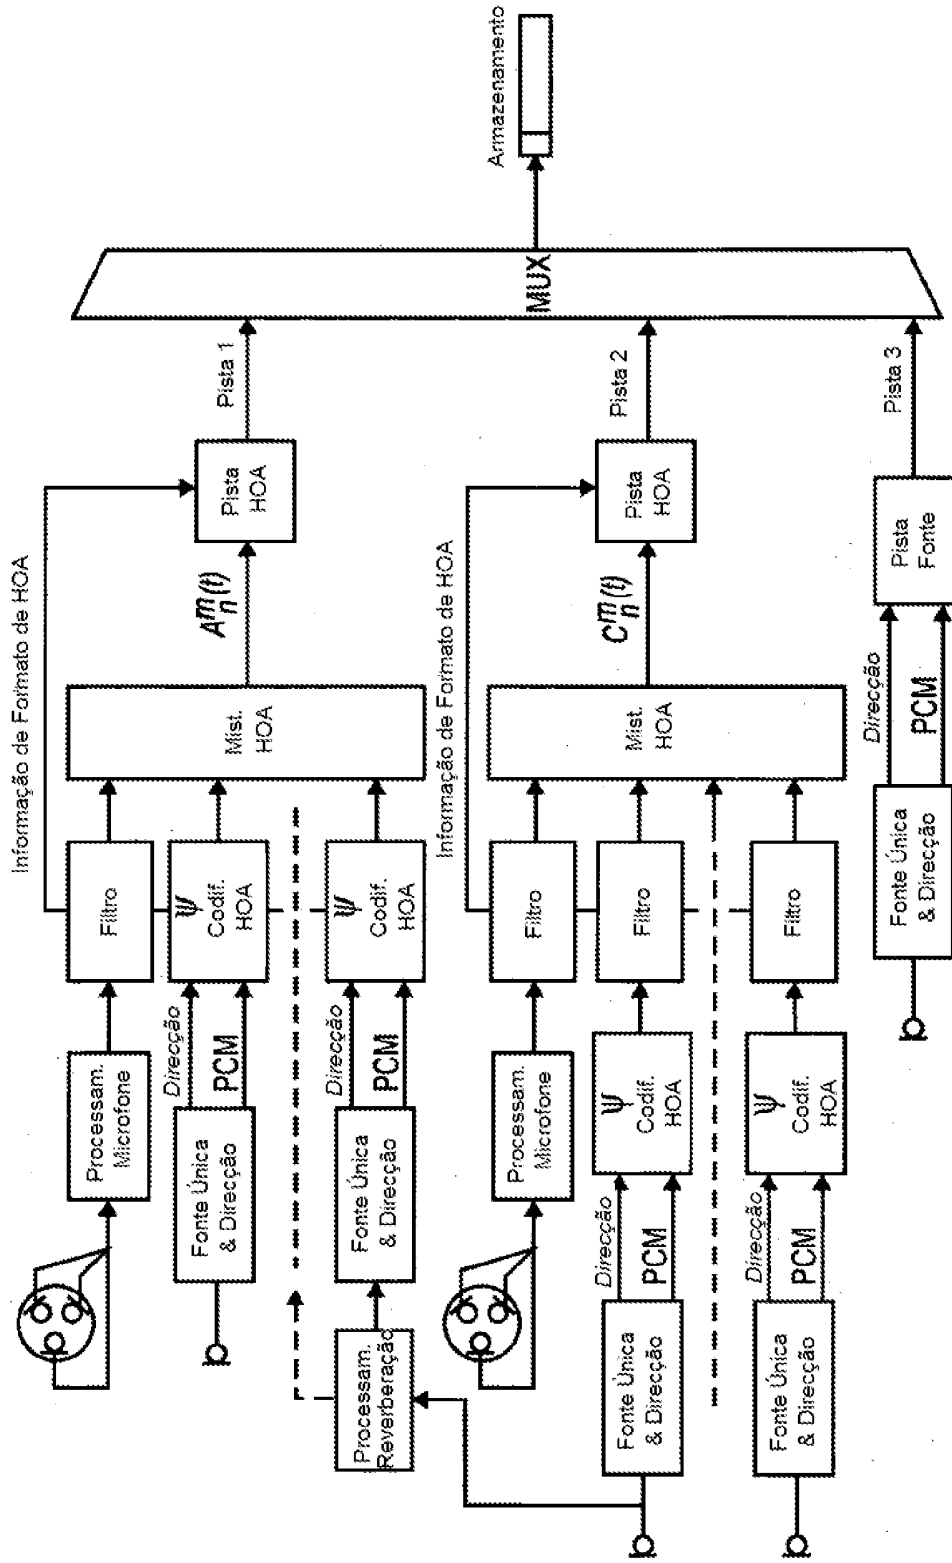 Informação de Formato de HOA
Processam.
Microfone
Filtro
Fonte Única
& Direcção
Direcção
PCM
Ψ
Codif.
HOA
Processam.
Reverberação
Fonte Única
& Direcção
Direcção
PCM
Ψ
Codif.
HOA
Mist.
HOA
Aᵐₙ(t)
Pista
HOA
Pista 1
Informação de Formato de HOA
Processam.
Microfone
Filtro
Fonte Única
& Direcção
Direcção
PCM
Ψ
Codif.
HOA
Filtro
Fonte Única
& Direcção
Direcção
PCM
Ψ
Codif.
HOA
Filtro
Mist.
HOA
Cᵐₙ(t)
Pista
HOA
Pista 2
Fonte Única
& Direcção
Direcção
PCM
Pista
Fonte
Pista 3
MUX
Armazenamento